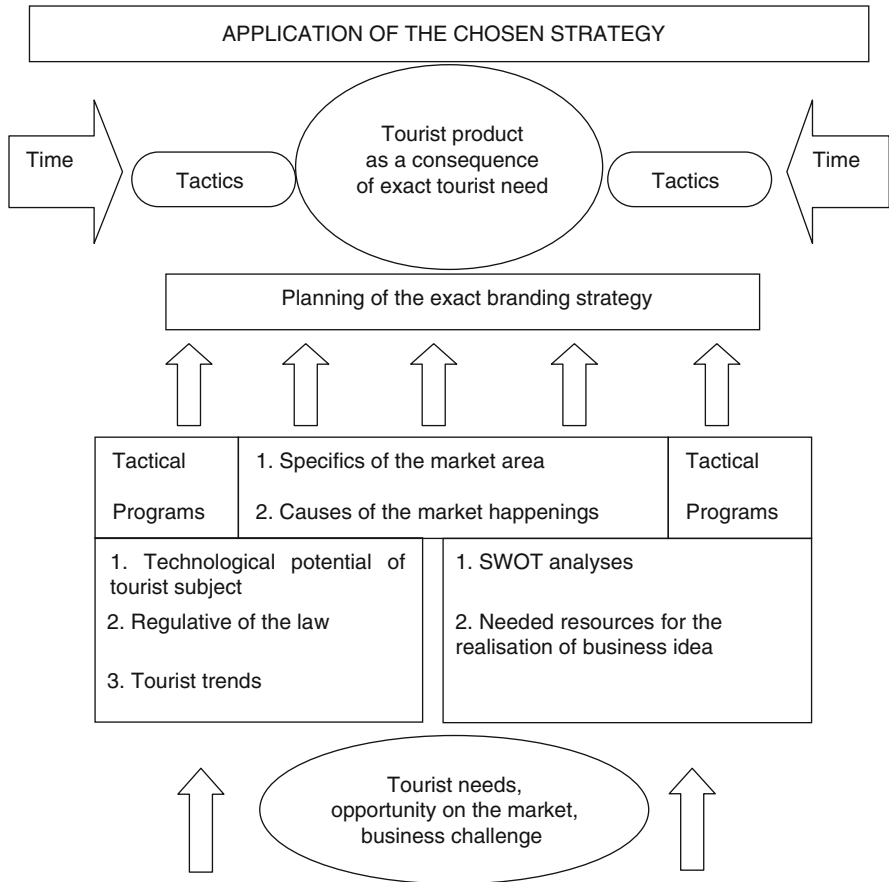 APPLICATION OF THE CHOSEN STRATEGY
Tourist product
as a consequence
of exact tourist need
Time
Tactics
Tactics
Time
Planning of the exact branding strategy
Tactical
Programs
1. Specifics of the market area
2. Causes of the market happenings
Tactical
Programs
1. Technological potential of
tourist subject
2. Regulative of the law
3. Tourist trends
1. SWOT analyses
2. Needed resources for the
realisation of business idea
Tourist needs,
opportunity on the market,
business challenge